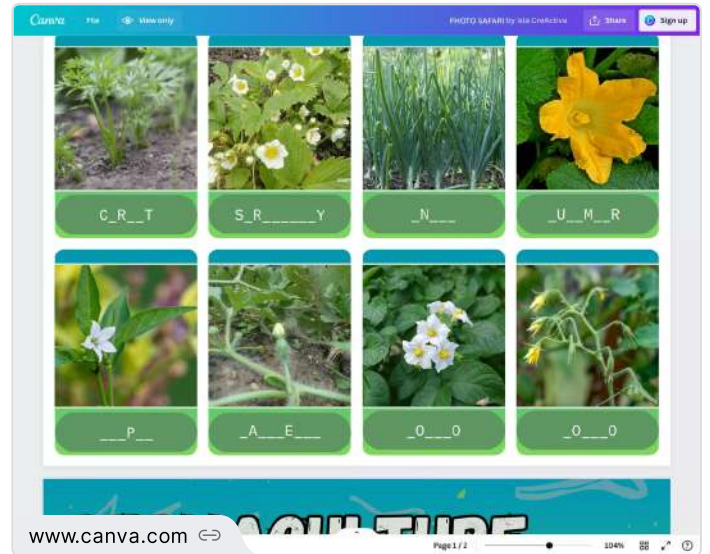 Canva File View only PHOTO SAFARI by Isla CreActiva Share Sign up
C_R__T S_R______Y _N___ _U__M__R
___P__ _A___E___ _O___O _O___O
www.canva.com Page 1 / 2 104%